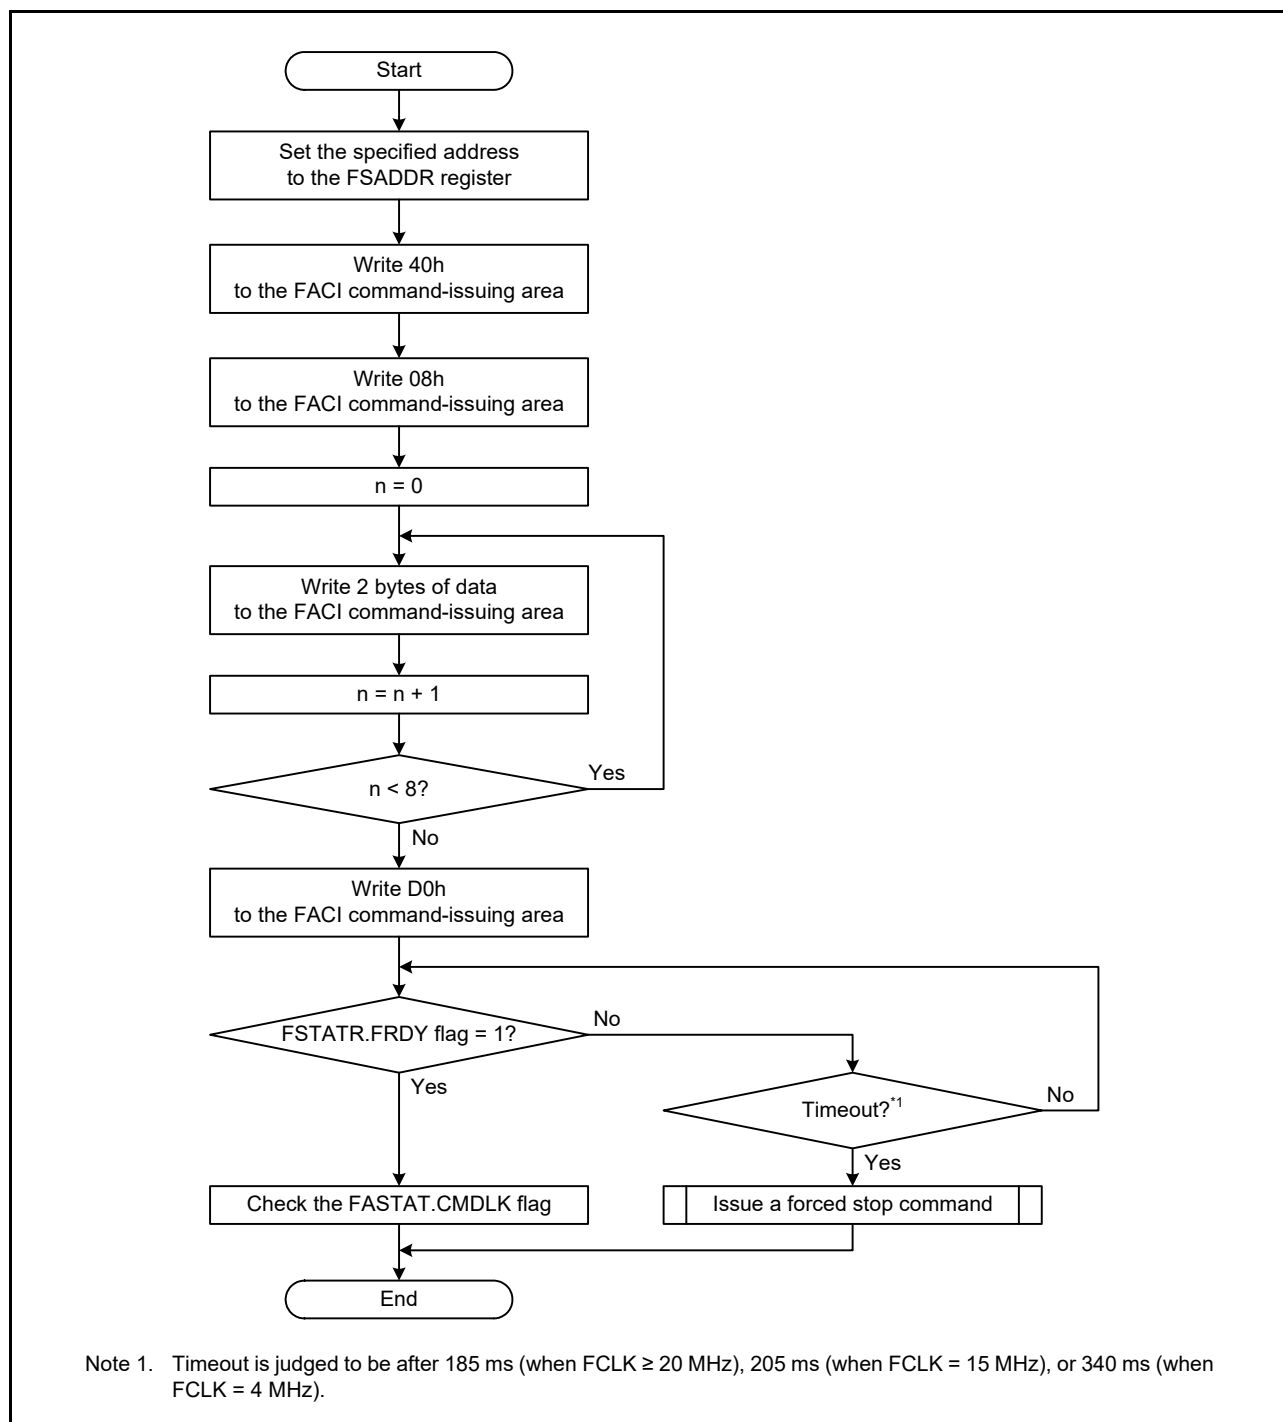 Start
Set the specified address
to the FSADDR register
Write 40h
to the FACI command-issuing area
Write 08h
to the FACI command-issuing area
n = 0
Write 2 bytes of data
to the FACI command-issuing area
n = n + 1
n < 8?
Yes
No
Write D0h
to the FACI command-issuing area
FSTATR.FRDY flag = 1?
No
Yes
Timeout?*1
No
Yes
Check the FASTAT.CMDLK flag
Issue a forced stop command
End
Note 1. Timeout is judged to be after 185 ms (when FCLK ≥ 20 MHz), 205 ms (when FCLK = 15 MHz), or 340 ms (when
FCLK = 4 MHz).